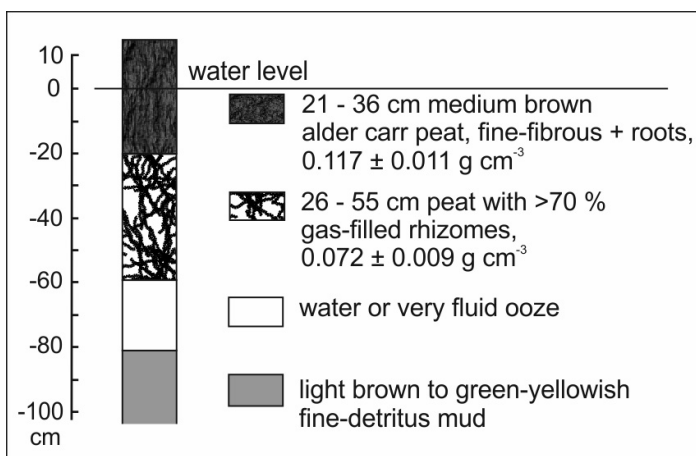 10
0
-20
-40
-60
-80
-100
cm
water level
21 - 36 cm medium brown
alder carr peat, fine-fibrous + roots,
0.117 ± 0.011 g cm⁻³
26 - 55 cm peat with >70 %
gas-filled rhizomes,
0.072 ± 0.009 g cm⁻³
water or very fluid ooze
light brown to green-yellowish
fine-detritus mud